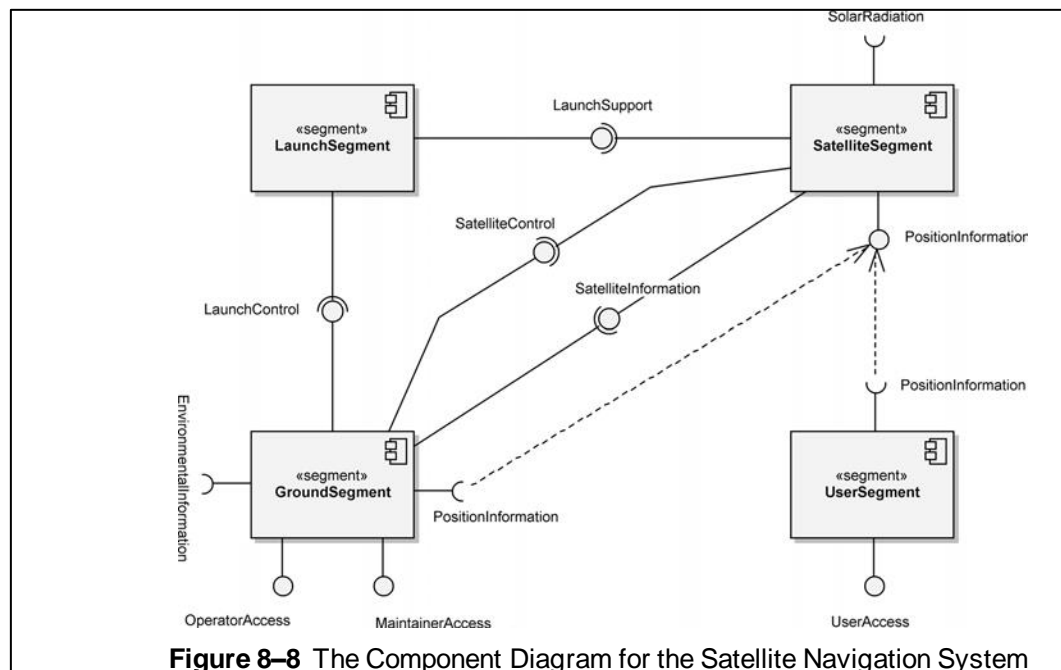 SolarRadiation
LaunchSupport
«segment»
LaunchSegment
«segment»
SatelliteSegment
SatelliteControl
PositionInformation
SatelliteInformation
LaunchControl
PositionInformation
EnvironmentalInformation
«segment»
GroundSegment
«segment»
UserSegment
PositionInformation
OperatorAccess
MaintainerAccess
UserAccess
Figure 8–8 The Component Diagram for the Satellite Navigation System